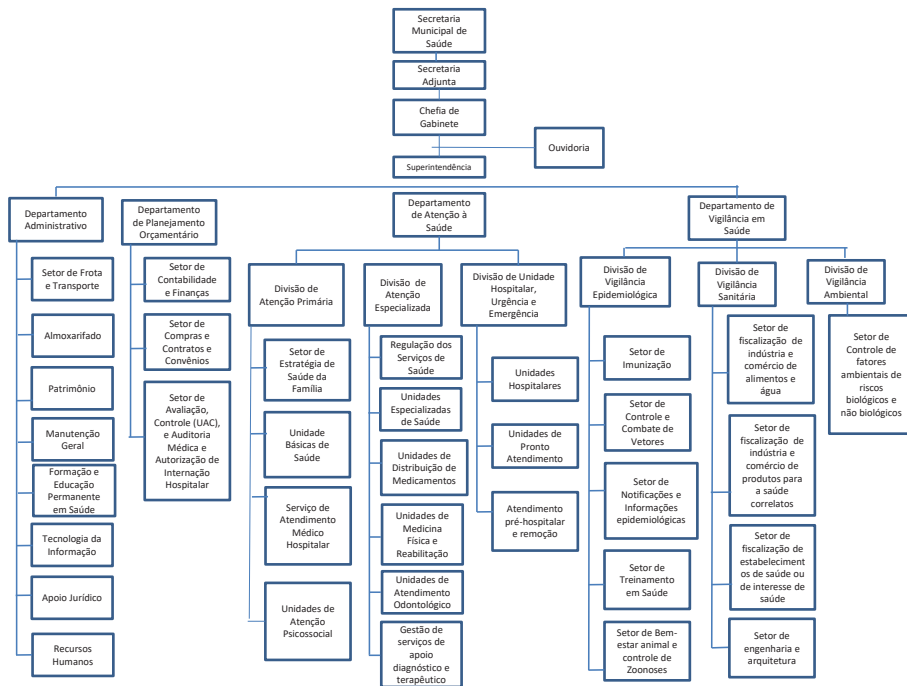 Secretaria
Municipal de
Saúde
Secretaria
Adjunta
Chefia de
Gabinete
Ouvidoria
Superintendência
Departamento
Administrativo
Setor de Frota
e Transporte
Almoxarifado
Patrimônio
Manutenção
Geral
Formação e
Educação
Permanente
em Saúde
Tecnologia da
Informação
Apoio Jurídico
Recursos
Humanos
Departamento
de Planejamento
Orçamentário
Setor de
Contabilidade
e Finanças
Setor de
Compras e
Contratos e
Convênios
Setor de
Avaliação,
Controle (UAC),
e Auditoria
Médica e
Autorização de
Internação
Hospitalar
Departamento
de Atenção à
Saúde
Divisão de
Atenção Primária
Setor de
Estratégia de
Saúde da
Família
Unidade
Básicas de
Saúde
Serviço de
Atendimento
Médico
Hospitalar
Unidades de
Atenção
Psicossocial
Divisão de
Atenção
Especializada
Regulação dos
Serviços de
Saúde
Unidades
Especializadas
de Saúde
Unidades de
Distribuição de
Medicamentos
Unidades de
Medicina
Física e
Reabilitação
Unidades de
Atendimento
Odontológico
Gestão de
serviços de
apoio
diagnóstico e
terapêutico
Divisão de Unidade
Hospitalar,
Urgência e
Emergência
Unidades
Hospitalares
Unidades de
Pronto
Atendimento
Atendimento
pré-hospitalar
e remoção
Departamento de
Vigilância em
Saúde
Divisão de
Vigilância
Epidemiológica
Setor de
Imunização
Setor de
Controle e
Combate de
Vetores
Setor de
Notificações e
Informações
epidemiológicas
Setor de
Treinamento
em Saúde
Setor de Bem-
estar animal e
controle de
Zoonoses
Divisão de
Vigilância
Sanitária
Setor de
fiscalização de
indústria e
comércio de
alimentos e
água
Setor de
fiscalização de
indústria e
comércio de
produtos para
a saúde
correlatos
Setor de
fiscalização de
estabeleciment
os de saúde ou
de interesse de
saúde
Setor de
engenharia e
arquitetura
Divisão de
Vigilância
Ambiental
Setor de
Controle de
fatores
ambientais de
riscos
biológicos e
não biológicos